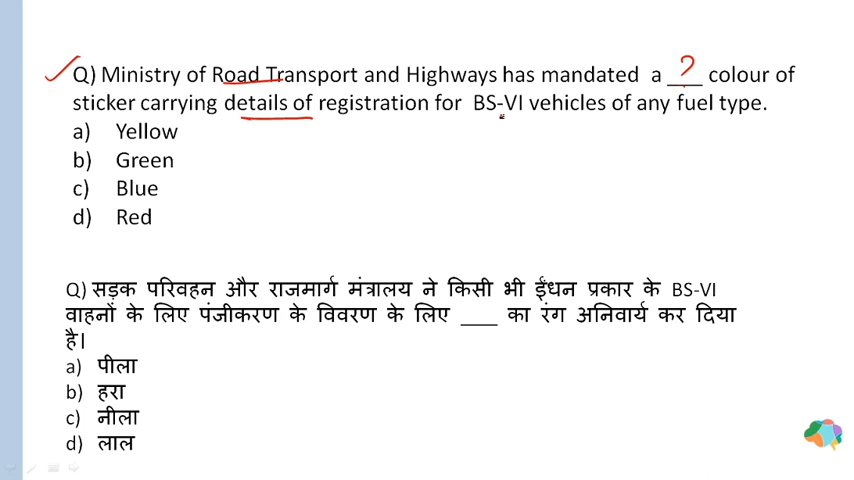 Q) Ministry of Road Transport and Highways has mandated a ? ___ colour of
sticker carrying details of registration for BS-VI vehicles of any fuel type.
a) Yellow
b) Green
c) Blue
d) Red
Q) सड़क परिवहन और राजमार्ग मंत्रालय ने किसी भी ईंधन प्रकार के BS-VI
वाहनों के लिए पंजीकरण के विवरण के लिए ___ का रंग अनिवार्य कर दिया
है।
a) पीला
b) हरा
c) नीला
d) लाल